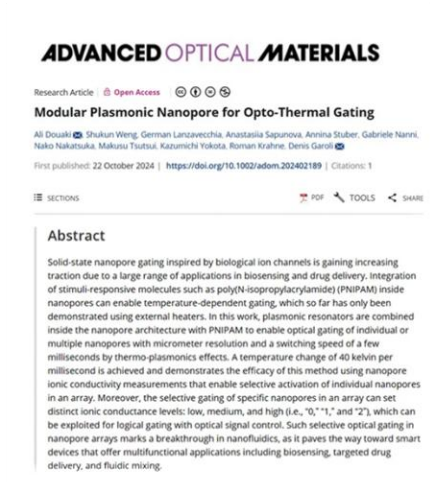 ADVANCED OPTICAL MATERIALS
Research Article Open Access
Modular Plasmonic Nanopore for Opto-Thermal Gating
Ali Douaki, Shukun Weng, German Lanzavecchia, Anastasiia Sapunova, Annina Stuber, Gabriele Nanni,
Nako Nakatsuka, Makusu Tsutsui, Kazumichi Yokota, Roman Krahne, Denis Garoli
First published: 22 October 2024 | https://doi.org/10.1002/adom.202402189 | Citations: 1
SECTIONS PDF TOOLS SHARE
Abstract
Solid-state nanopore gating inspired by biological ion channels is gaining increasing
traction due to a large range of applications in biosensing and drug delivery. Integration
of stimuli-responsive molecules such as poly(N-isopropylacrylamide) (PNIPAM) inside
nanopores can enable temperature-dependent gating, which so far has only been
demonstrated using external heaters. In this work, plasmonic resonators are combined
inside the nanopore architecture with PNIPAM to enable optical gating of individual or
multiple nanopores with micrometer resolution and a switching speed of a few
milliseconds by thermo-plasmonics effects. A temperature change of 40 kelvin per
millisecond is achieved and demonstrates the efficacy of this method using nanopore
ionic conductivity measurements that enable selective activation of individual nanopores
in an array. Moreover, the selective gating of specific nanopores in an array can set
distinct ionic conductance levels: low, medium, and high (i.e., "0," "1," and "2"), which can
be exploited for logical gating with optical signal control. Such selective optical gating in
nanopore arrays marks a breakthrough in nanofluidics, as it paves the way toward smart
devices that offer multifunctional applications including biosensing, targeted drug
delivery, and fluidic mixing.